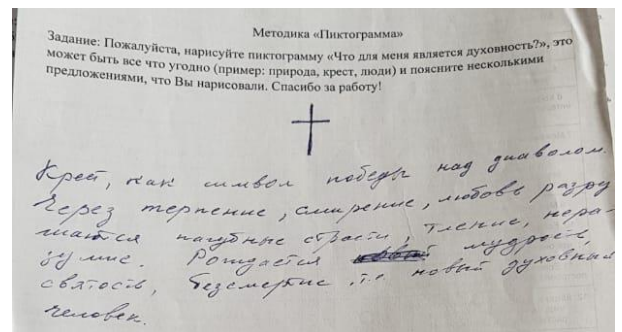 Методика «Пиктограмма»
Задание: Пожалуйста, нарисуйте пиктограмму «Что для меня является духовность?», это
может быть все что угодно (пример: природа, крест, люди) и поясните несколькими
предложениями, что Вы нарисовали. Спасибо за работу!
Крест, как символ победы над диаволом.
Через терпение, смирение, любовь разру
шаются пагубные страсти, тление, нера-
зумие. Рождается мудрость,
святость, безсмертие, т.е. новый духовный
человек.